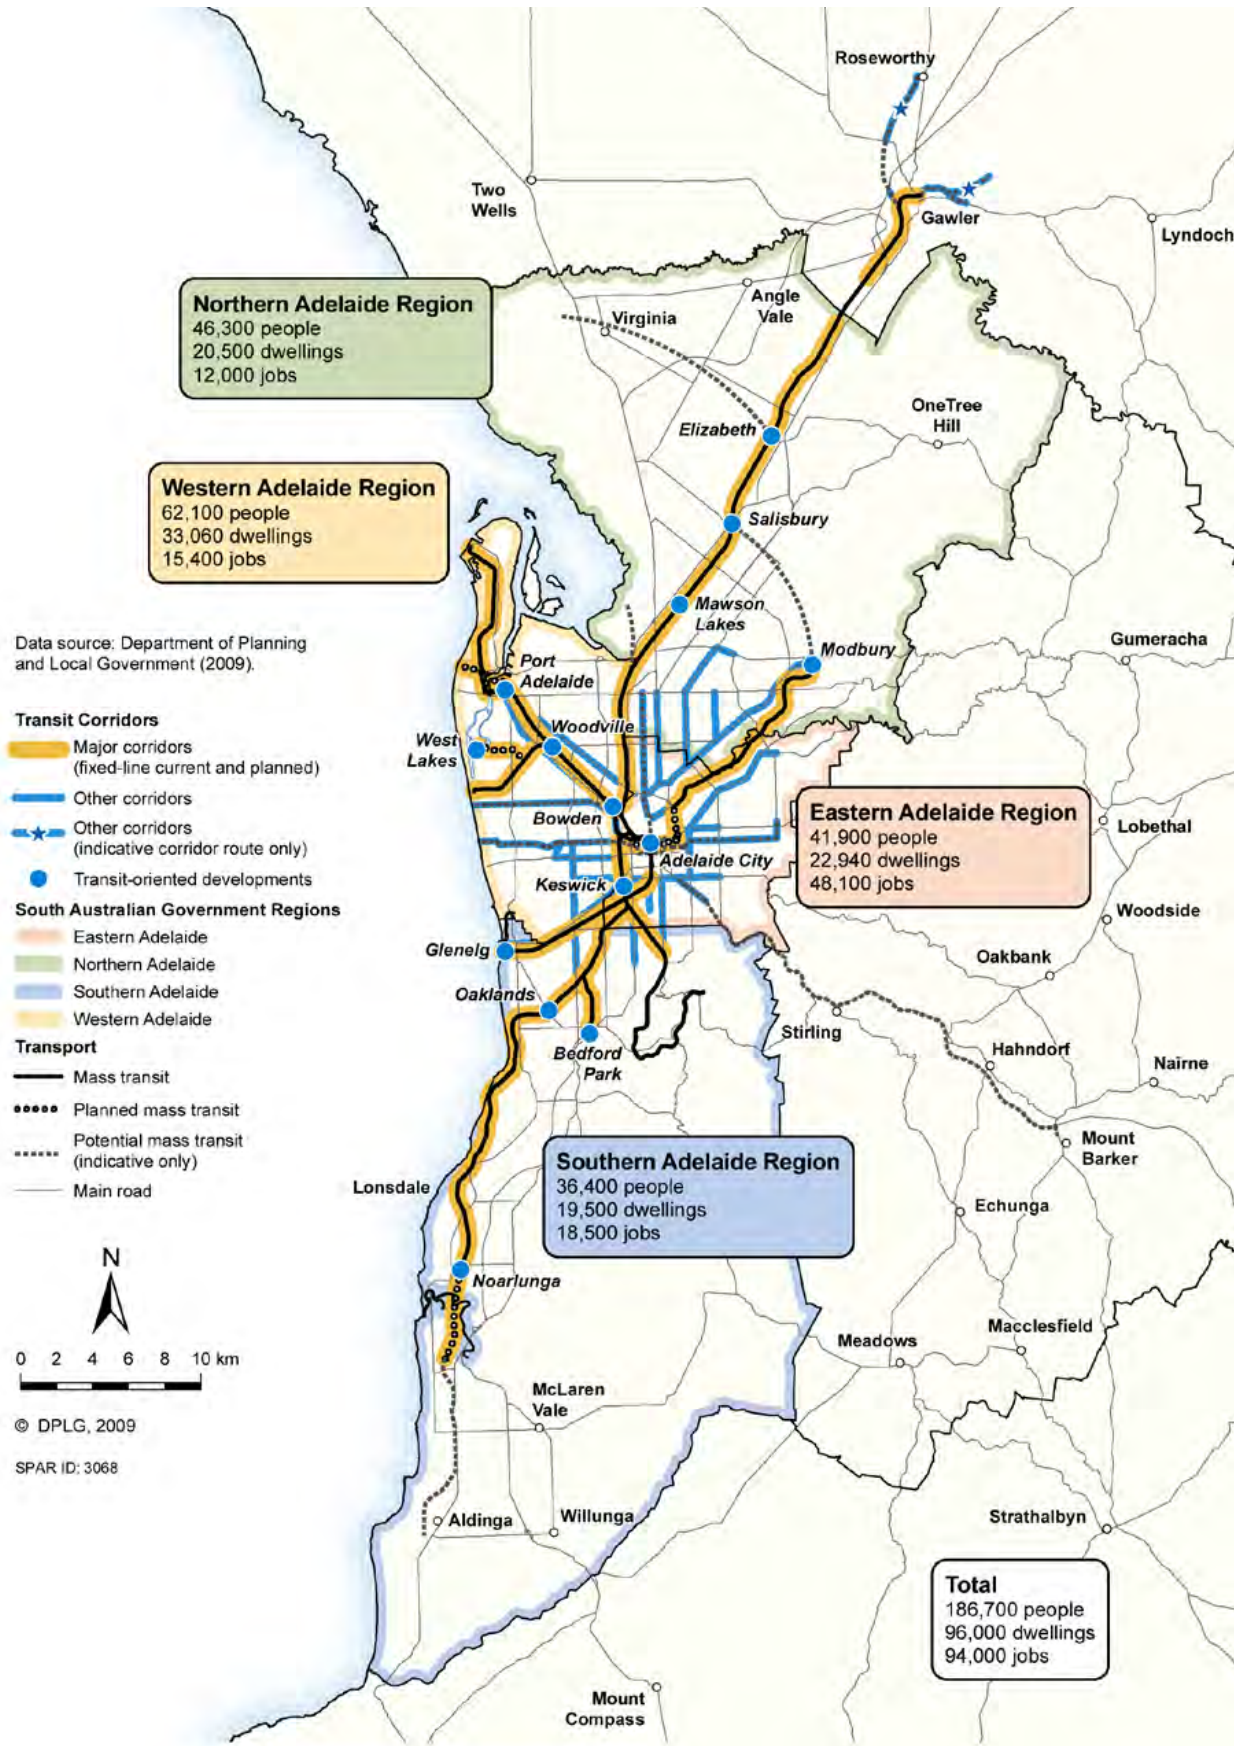 Roseworthy
Two
Wells
Gawler
Lyndoch
Northern Adelaide Region
46,300 people
20,500 dwellings
12,000 jobs
Angle
Vale
Virginia
OneTree
Hill
Elizabeth
Western Adelaide Region
62,100 people
33,060 dwellings
15,400 jobs
Salisbury
Mawson
Lakes
Gumeracha
Modbury
Port
Adelaide
Woodville
West
Lakes
Bowden
Eastern Adelaide Region
41,900 people
22,940 dwellings
48,100 jobs
Lobethal
Adelaide City
Keswick
Woodside
Glenelg
Oakbank
Oaklands
Stirling
Bedford
Park
Hahndorf
Nairne
Mount
Barker
Southern Adelaide Region
36,400 people
19,500 dwellings
18,500 jobs
Lonsdale
Echunga
Noarlunga
Macclesfield
Meadows
McLaren
Vale
Aldinga
Willunga
Strathalbyn
Mount
Compass
Data source: Department of Planning
and Local Government (2009).
Transit Corridors
Major corridors
(fixed-line current and planned)
Other corridors
Other corridors
(indicative corridor route only)
Transit-oriented developments
South Australian Government Regions
Eastern Adelaide
Northern Adelaide
Southern Adelaide
Western Adelaide
Transport
Mass transit
Planned mass transit
Potential mass transit
(indicative only)
Main road
N
0 2 4 6 8 10 km
© DPLG, 2009
SPAR ID: 3068
Total
186,700 people
96,000 dwellings
94,000 jobs